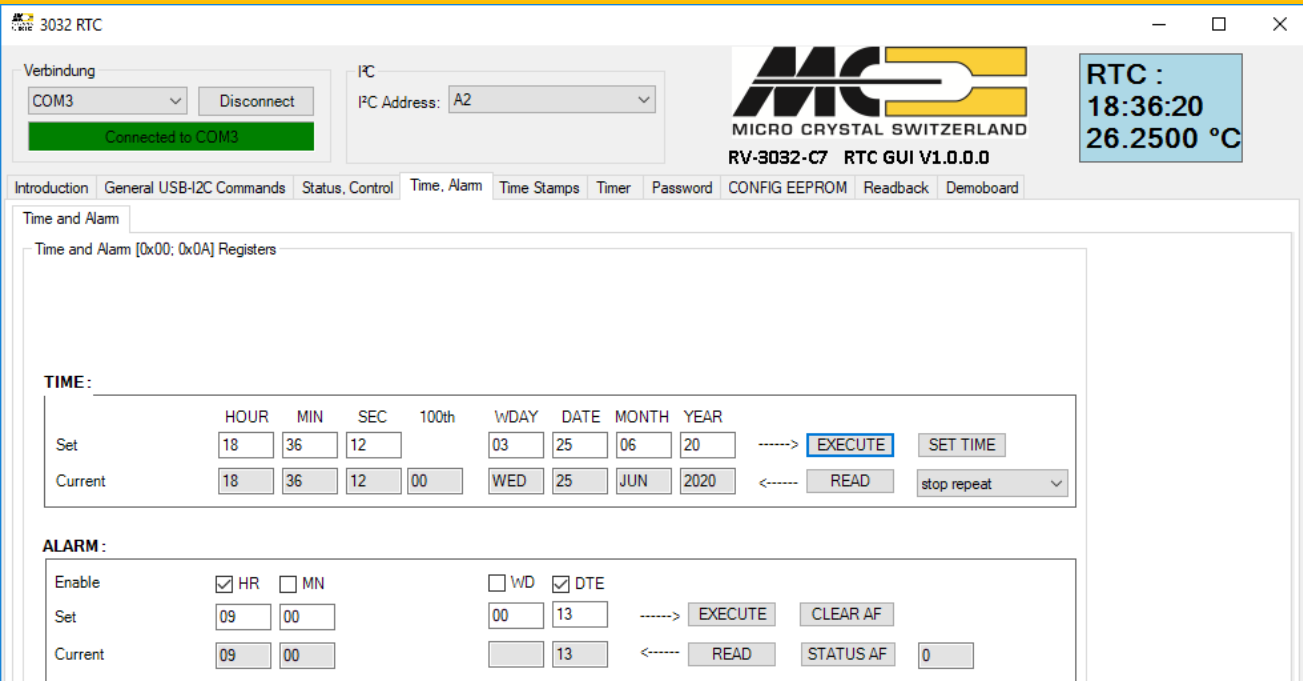 3032 RTC
Verbindung
COM3 Disconnect
Connected to COM3
I²C
I²C Address: A2
MICRO CRYSTAL SWITZERLAND
RV-3032-C7 RTC GUI V1.0.0.0
RTC :
18:36:20
26.2500 °C
Introduction General USB-I2C Commands Status, Control Time, Alarm Time Stamps Timer Password CONFIG EEPROM Readback Demoboard
Time and Alarm
Time and Alarm [0x00; 0x0A] Registers
TIME :
HOUR MIN SEC 100th WDAY DATE MONTH YEAR
Set 18 36 12 03 25 06 20 ------> EXECUTE SET TIME
Current 18 36 12 00 WED 25 JUN 2020 <------ READ stop repeat
ALARM :
Enable HR MN WD DTE
Set 09 00 00 13 ------> EXECUTE CLEAR AF
Current 09 00 13 <------ READ STATUS AF 0